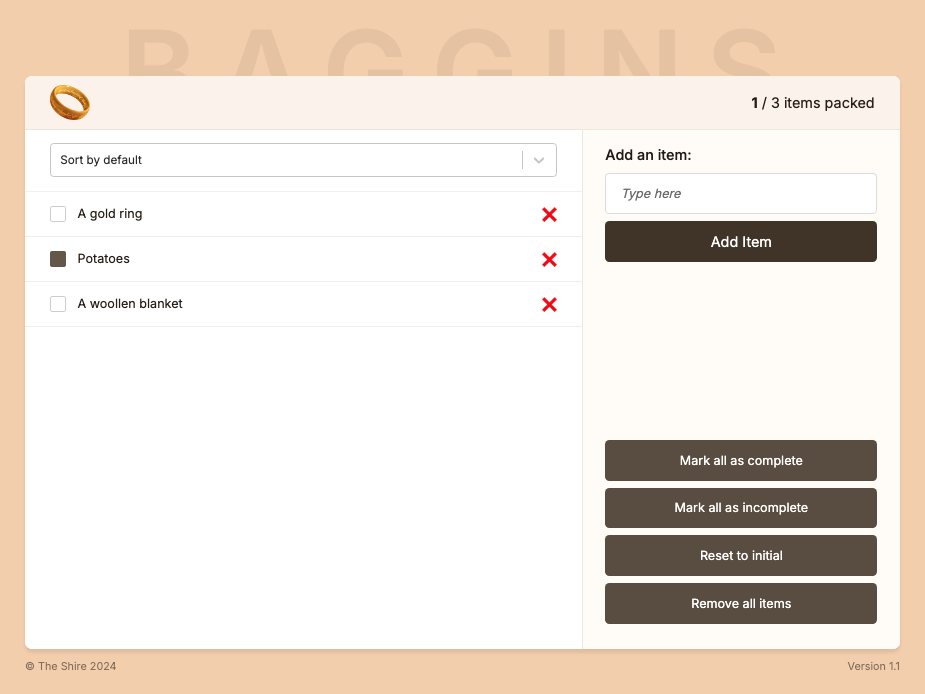 BAGGINS
1 / 3 items packed
Sort by default
A gold ring
Potatoes
A woollen blanket
Add an item:
Type here
Add Item
Mark all as complete
Mark all as incomplete
Reset to initial
Remove all items
© The Shire 2024
Version 1.1